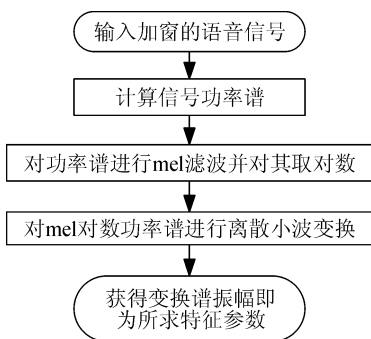 输入加窗的语音信号
计算信号功率谱
对功率谱进行mel滤波并对其取对数
对mel对数功率谱进行离散小波变换
获得变换谱振幅即
为所求特征参数